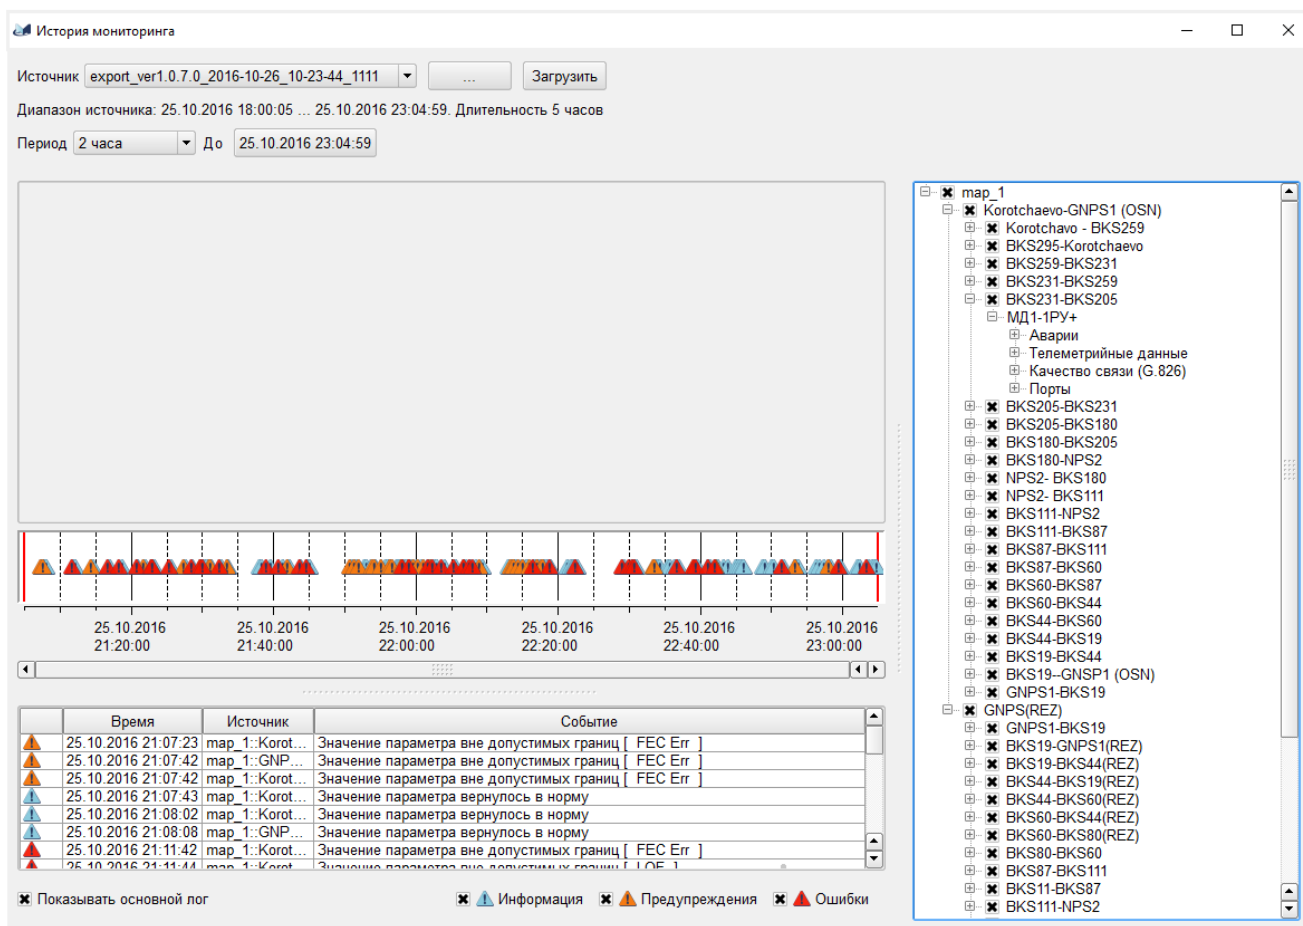 История мониторинга
Источник export_ver1.0.7.0_2016-10-26_10-23-44_1111 ... Загрузить
Диапазон источника: 25.10.2016 18:00:05 ... 25.10.2016 23:04:59. Длительность 5 часов
Период 2 часа До 25.10.2016 23:04:59
25.10.2016 25.10.2016 25.10.2016 25.10.2016 25.10.2016 25.10.2016
21:20:00 21:40:00 22:00:00 22:20:00 22:40:00 23:00:00
Время Источник Событие
25.10.2016 21:07:23 map_1::Korot... Значение параметра вне допустимых границ [ FEC Err ]
25.10.2016 21:07:42 map_1::GNP... Значение параметра вне допустимых границ [ FEC Err ]
25.10.2016 21:07:42 map_1::Korot... Значение параметра вне допустимых границ [ FEC Err ]
25.10.2016 21:07:43 map_1::Korot... Значение параметра вернулось в норму
25.10.2016 21:08:02 map_1::Korot... Значение параметра вернулось в норму
25.10.2016 21:08:08 map_1::GNP... Значение параметра вернулось в норму
25.10.2016 21:11:42 map_1::Korot... Значение параметра вне допустимых границ [ FEC Err ]
25.10.2016 21:11:44 map_1::Korot... Значение параметра вне допустимых границ [ LOF ]
Показывать основной лог Информация Предупреждения Ошибки
map_1
Korotchaevo-GNPS1 (OSN)
Korotchavo - BKS259
BKS295-Korotchaevo
BKS259-BKS231
BKS231-BKS259
BKS231-BKS205
МД1-1РУ+
Аварии
Телеметрийные данные
Качество связи (G.826)
Порты
BKS205-BKS231
BKS205-BKS180
BKS180-BKS205
BKS180-NPS2
NPS2- BKS180
NPS2- BKS111
BKS111-NPS2
BKS111-BKS87
BKS87-BKS111
BKS87-BKS60
BKS60-BKS87
BKS60-BKS44
BKS44-BKS60
BKS44-BKS19
BKS19-BKS44
BKS19--GNSP1 (OSN)
GNPS1-BKS19
GNPS(REZ)
GNPS1-BKS19
BKS19-GNPS1(REZ)
BKS19-BKS44(REZ)
BKS44-BKS19(REZ)
BKS44-BKS60(REZ)
BKS60-BKS44(REZ)
BKS60-BKS80(REZ)
BKS80-BKS60
BKS87-BKS111
BKS11-BKS87
BKS111-NPS2